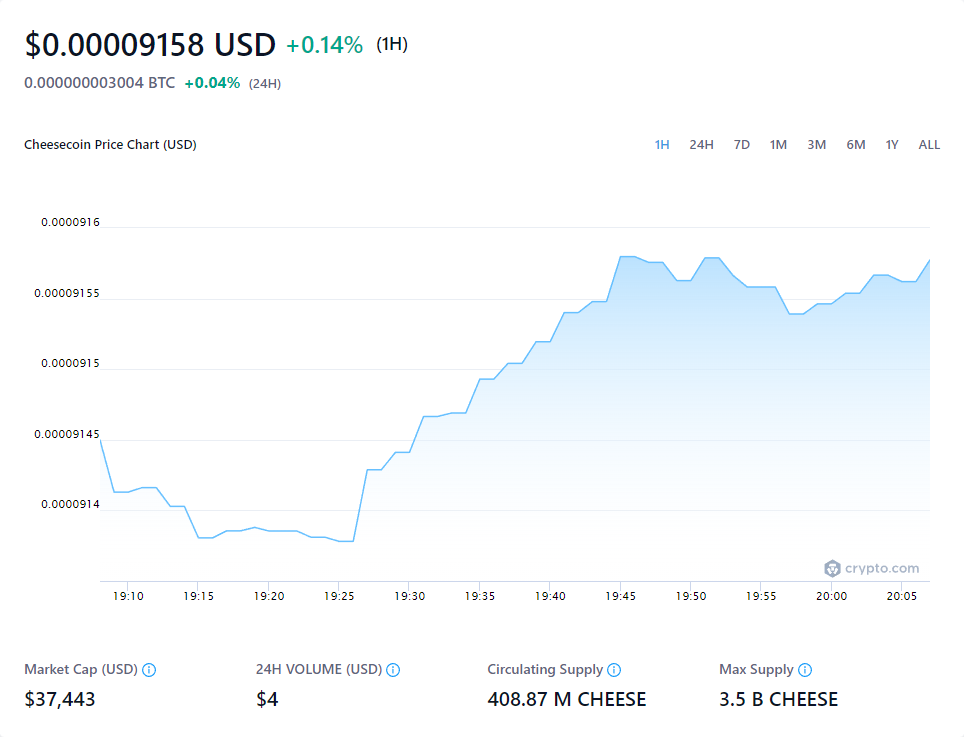 $0.00009158 USD +0.14% (1H)
0.000000003004 BTC +0.04% (24H)
Cheesecoin Price Chart (USD)
1H 24H 7D 1M 3M 6M 1Y ALL
0.0000916
0.00009155
0.0000915
0.00009145
0.0000914
crypto.com
19:10 19:15 19:20 19:25 19:30 19:35 19:40 19:45 19:50 19:55 20:00 20:05
Market Cap (USD) 24H VOLUME (USD) Circulating Supply Max Supply
$37,443 $4 408.87 M CHEESE 3.5 B CHEESE